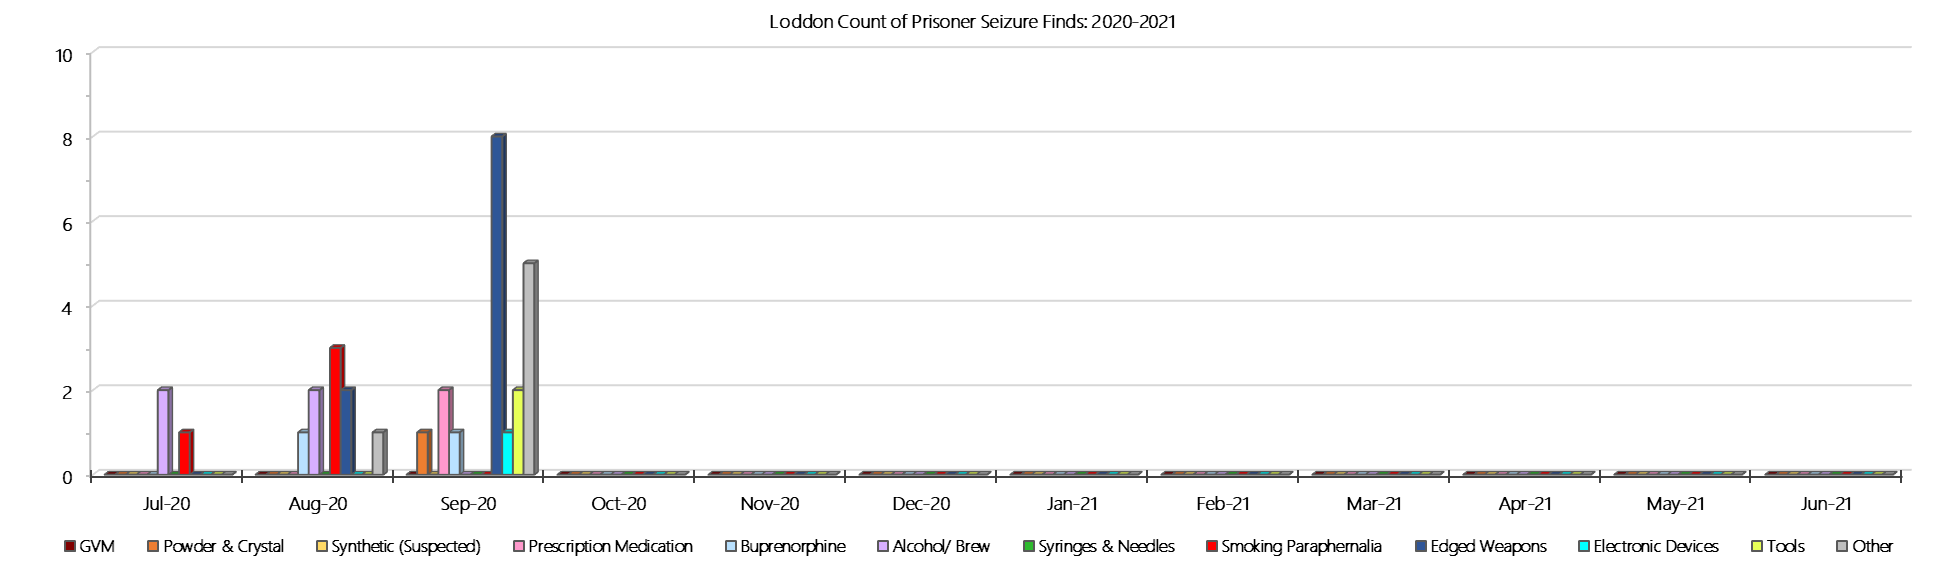 Loddon Count of Prisoner Seizure Finds: 2020-2021
10
8
6
4
2
0
Jul-20 Aug-20 Sep-20 Oct-20 Nov-20 Dec-20 Jan-21 Feb-21 Mar-21 Apr-21 May-21 Jun-21
GVM Powder & Crystal Synthetic (Suspected) Prescription Medication Buprenorphine Alcohol/ Brew Syringes & Needles Smoking Paraphernalia Edged Weapons Electronic Devices Tools Other